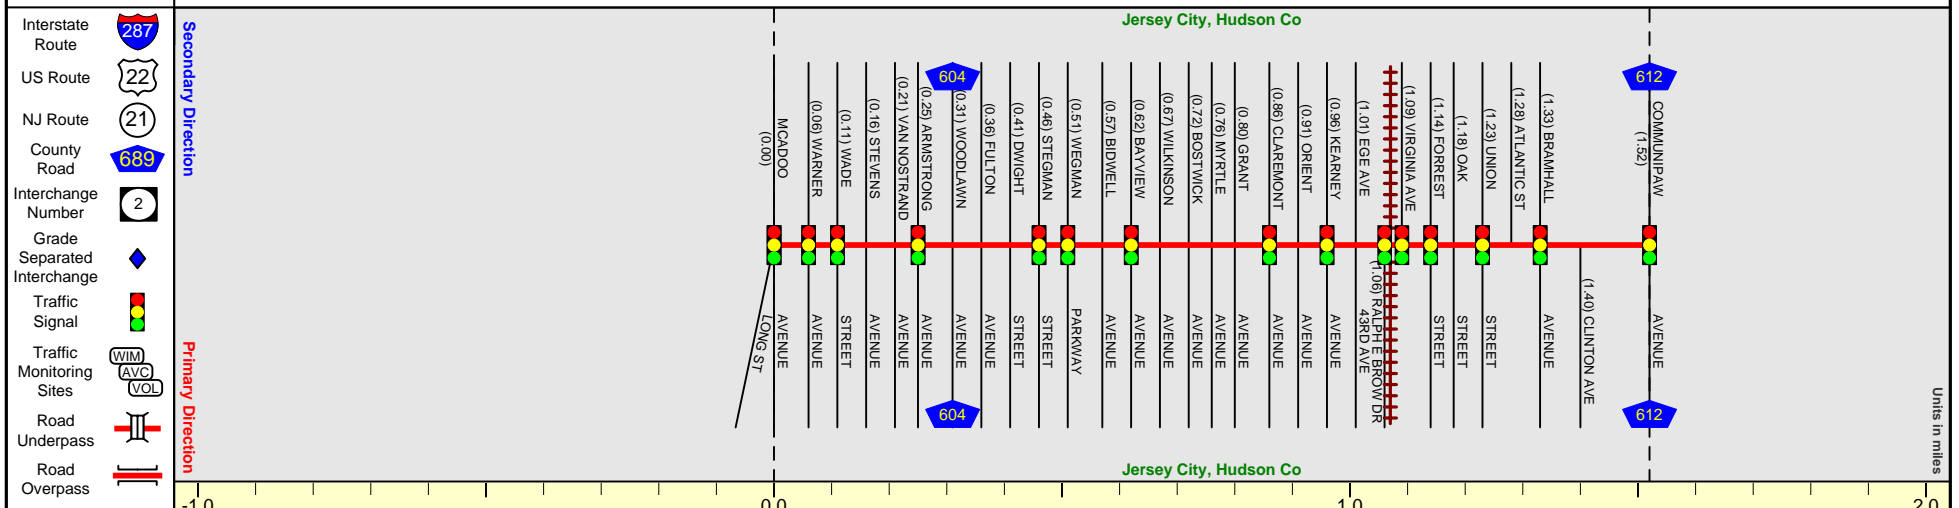 Interstate
Route
287
US Route
22
NJ Route
21
County
Road
689
Interchange
Number
2
Grade
Separated
Interchange
Traffic
Signal
Traffic
Monitoring
Sites
WIM
AVC
VOL
Road
Underpass
Road
Overpass
Secondary Direction
Primary Direction
Jersey City, Hudson Co
604
612
MCADOO
(0.00)
(0.06) WARNER
(0.11) WADE
(0.16) STEVENS
(0.21) VAN NOSTRAND
(0.25) ARMSTRONG
(0.31) WOODLAWN
(0.36) FULTON
(0.41) DWIGHT
(0.46) STEGMAN
(0.51) WEGMAN
(0.57) BIDWELL
(0.62) BAYVIEW
(0.67) WILKINSON
(0.72) BOSTWICK
(0.76) MYRTLE
(0.80) GRANT
(0.86) CLAREMONT
(0.91) ORIENT
(0.96) KEARNEY
(1.01) EGE AVE
(1.09) VIRGINIA AVE
(1.14) FORREST
(1.18) OAK
(1.23) UNION
(1.28) ATLANTIC ST
(1.33) BRAMHALL
COMMUNIPAW
(1.52)
LONG ST
AVENUE
AVENUE
STREET
AVENUE
AVENUE
AVENUE
AVENUE
AVENUE
STREET
STREET
PARKWAY
AVENUE
AVENUE
AVENUE
AVENUE
AVENUE
AVENUE
AVENUE
AVENUE
AVENUE
43RD AVE
(1.06) RALPH E BROW DR
STREET
STREET
STREET
AVENUE
(1.40) CLINTON AVE
AVENUE
604
612
Jersey City, Hudson Co
Units in miles
-1.0
0.0
1.0
2.0